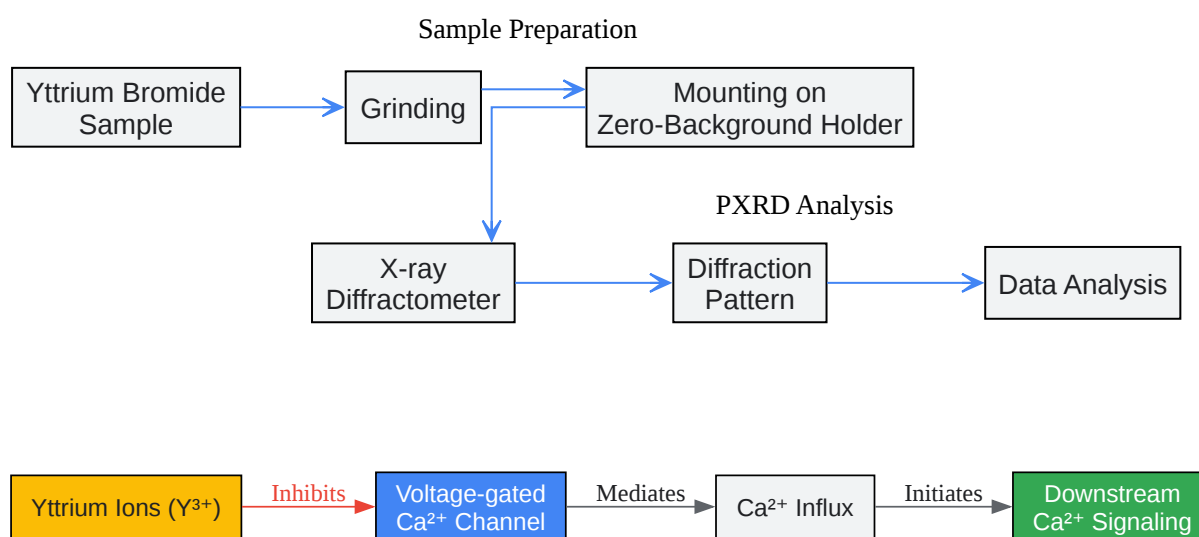 Sample Preparation
Yttrium Bromide
Sample
Grinding
Mounting on
Zero-Background Holder
PXRD Analysis
X-ray
Diffractometer
Diffraction
Pattern
Data Analysis
Yttrium Ions (Y³⁺)
Inhibits
Voltage-gated
Ca²⁺ Channel
Mediates
Ca²⁺ Influx
Initiates
Downstream
Ca²⁺ Signaling